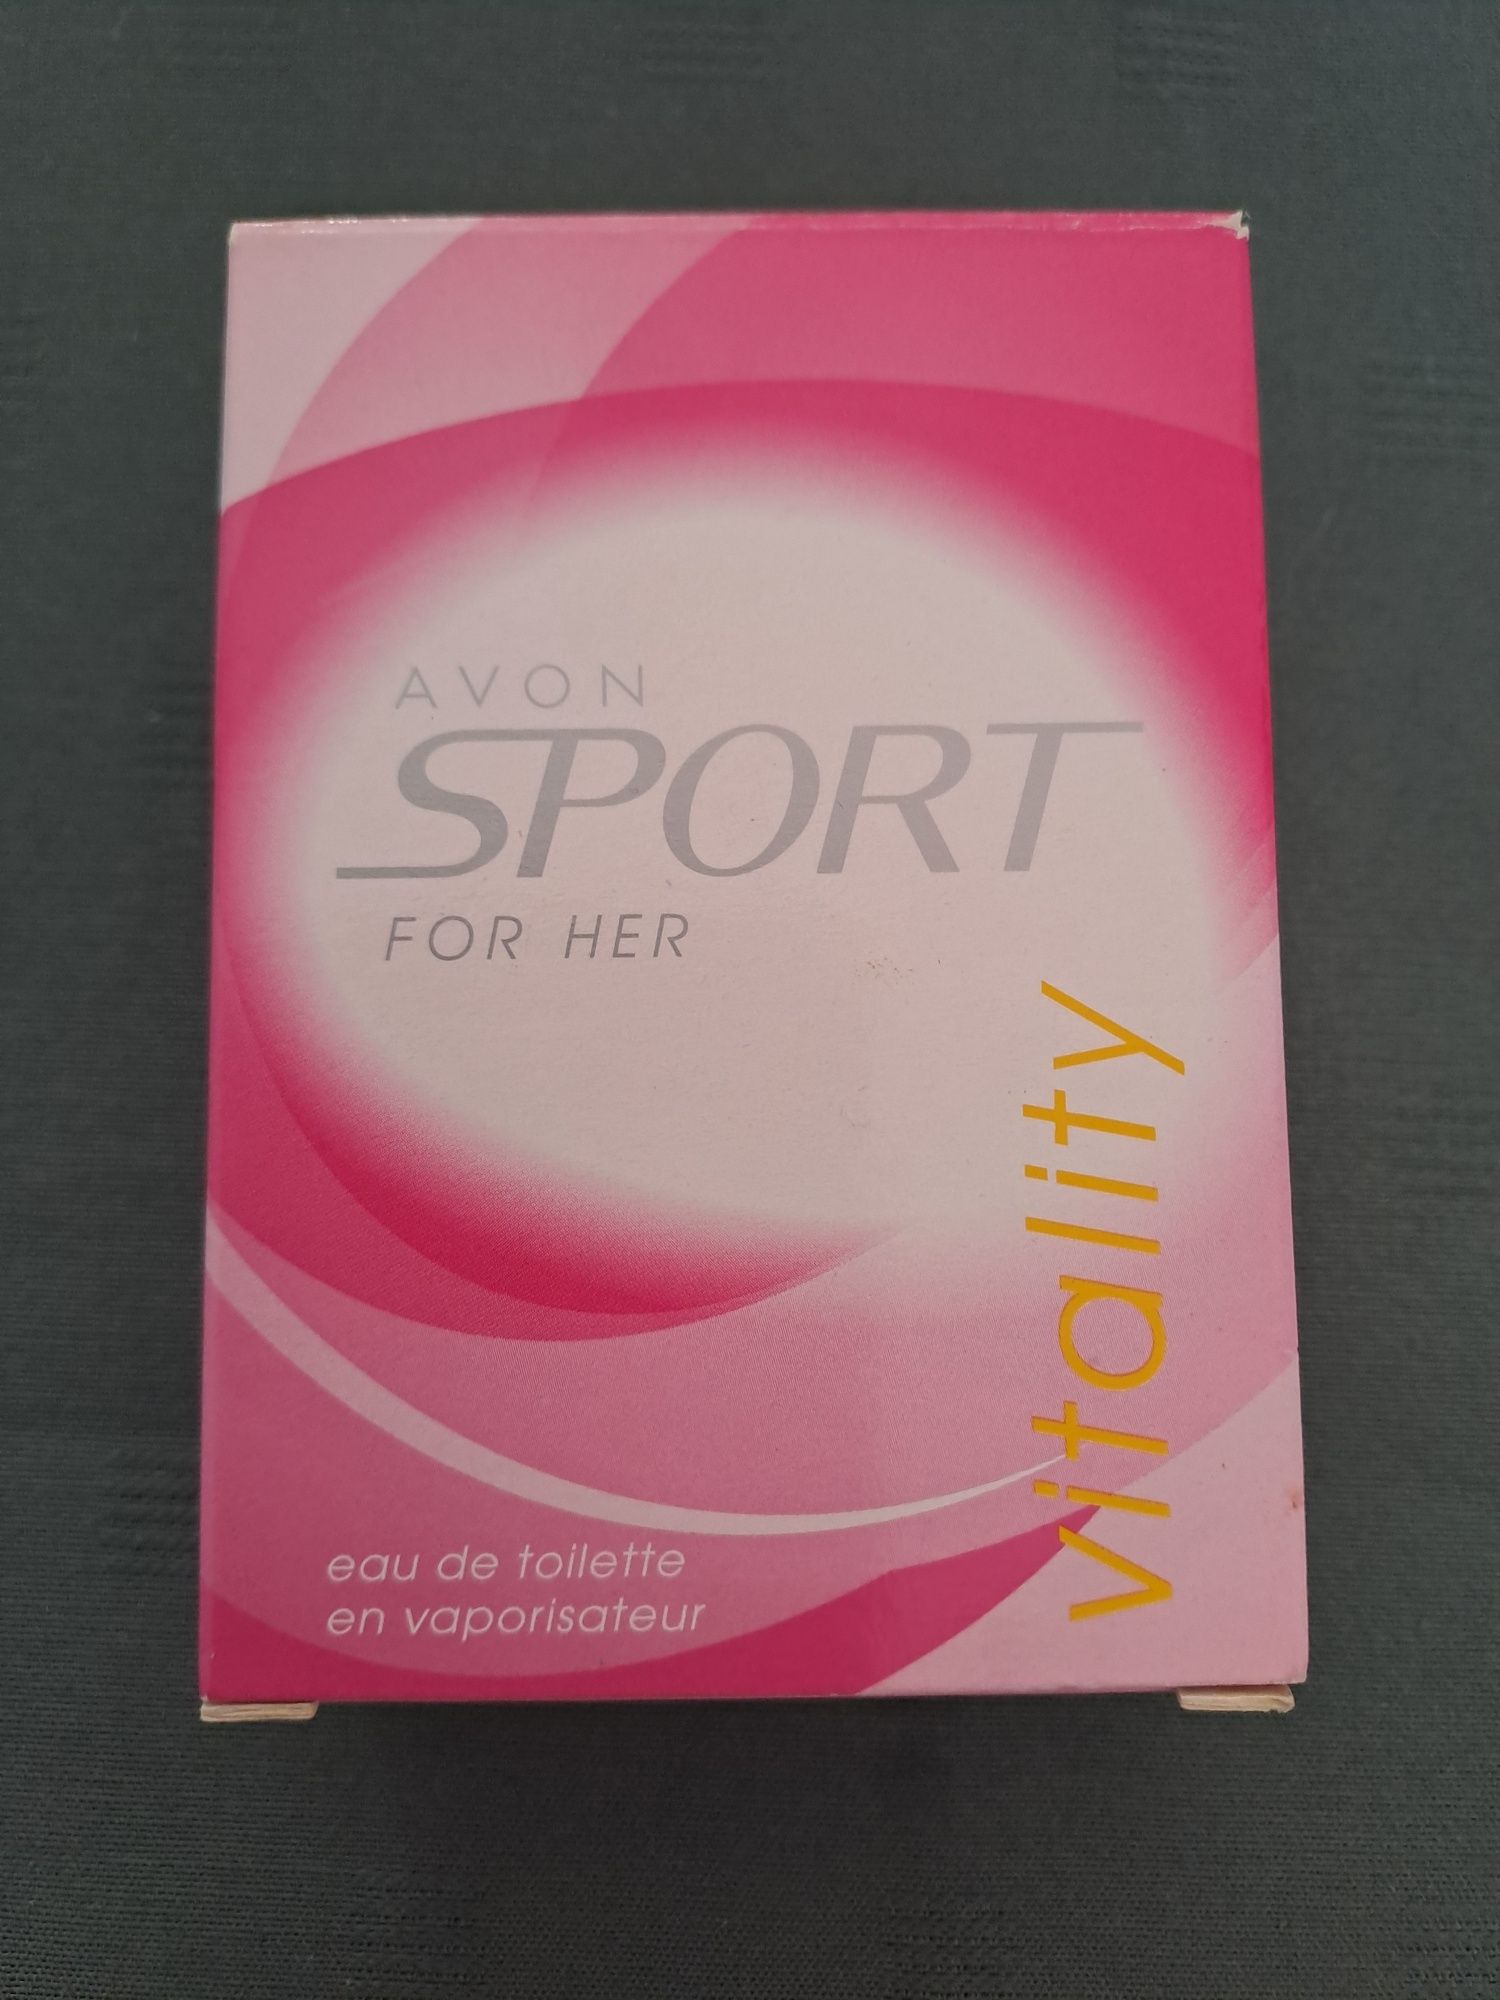 AVON
SPORT
FOR HER
vitality
eau de toilette
en vaporisateur